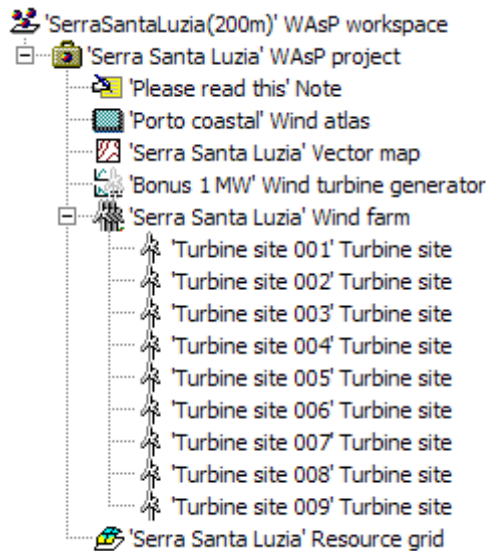 'SerraSantaLuzia(200m)' WAsP workspace
'Serra Santa Luzia' WAsP project
'Please read this' Note
'Porto coastal' Wind atlas
'Serra Santa Luzia' Vector map
'Bonus 1 MW' Wind turbine generator
'Serra Santa Luzia' Wind farm
'Turbine site 001' Turbine site
'Turbine site 002' Turbine site
'Turbine site 003' Turbine site
'Turbine site 004' Turbine site
'Turbine site 005' Turbine site
'Turbine site 006' Turbine site
'Turbine site 007' Turbine site
'Turbine site 008' Turbine site
'Turbine site 009' Turbine site
'Serra Santa Luzia' Resource grid